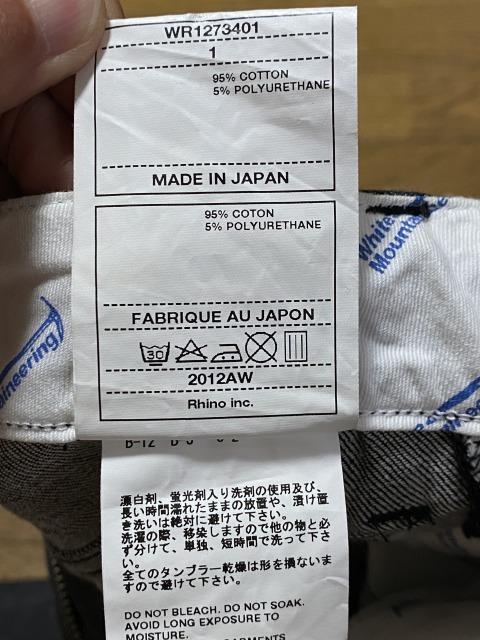 WR1273401
1
95% COTTON
5% POLYURETHANE
MADE IN JAPAN
95% COTTON
5% POLYURETHANE
FABRIQUE AU JAPON
30
2012AW
Rhino inc.
White
Mountaineering
漂白剤、蛍光剤入り洗剤の使用及び、
長い時間濡れたままの放置や、漬け置
き洗いは絶対に避けて下さい。
洗濯の際、移染しますので他の物と必
ず分けて、単独、短時間で洗って下さ
い。
全てのタンブラー乾燥は形を損ないま
すので避けて下さい。
DO NOT BLEACH. DO NOT SOAK.
AVOID LONG EXPOSURE TO
MOISTURE.